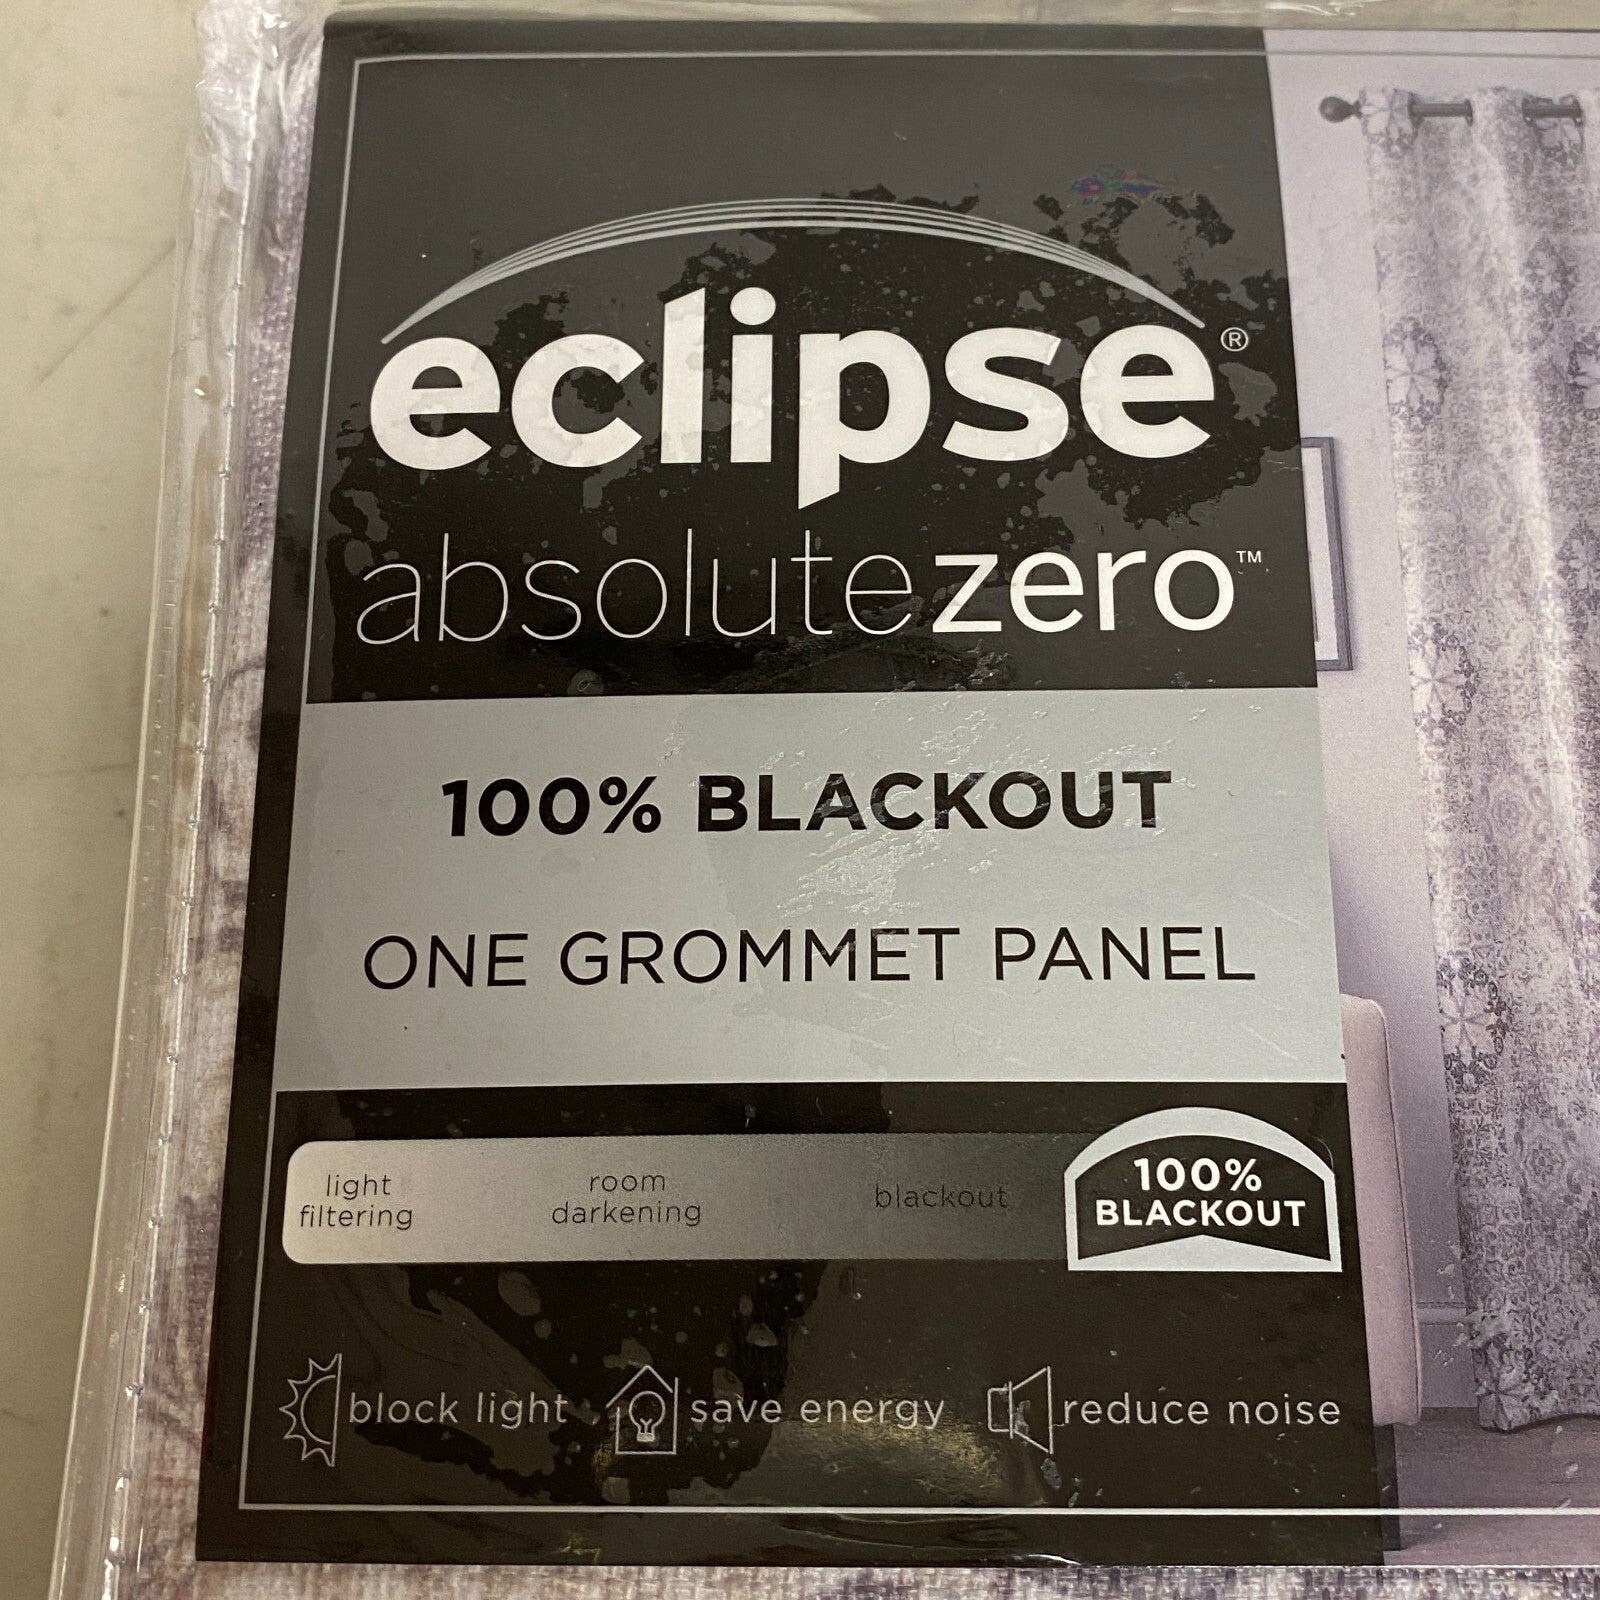 eclipse®
absolutezero™
100% BLACKOUT
ONE GROMMET PANEL
light
filtering
room
darkening
blackout
100%
BLACKOUT
block light
save energy
reduce noise